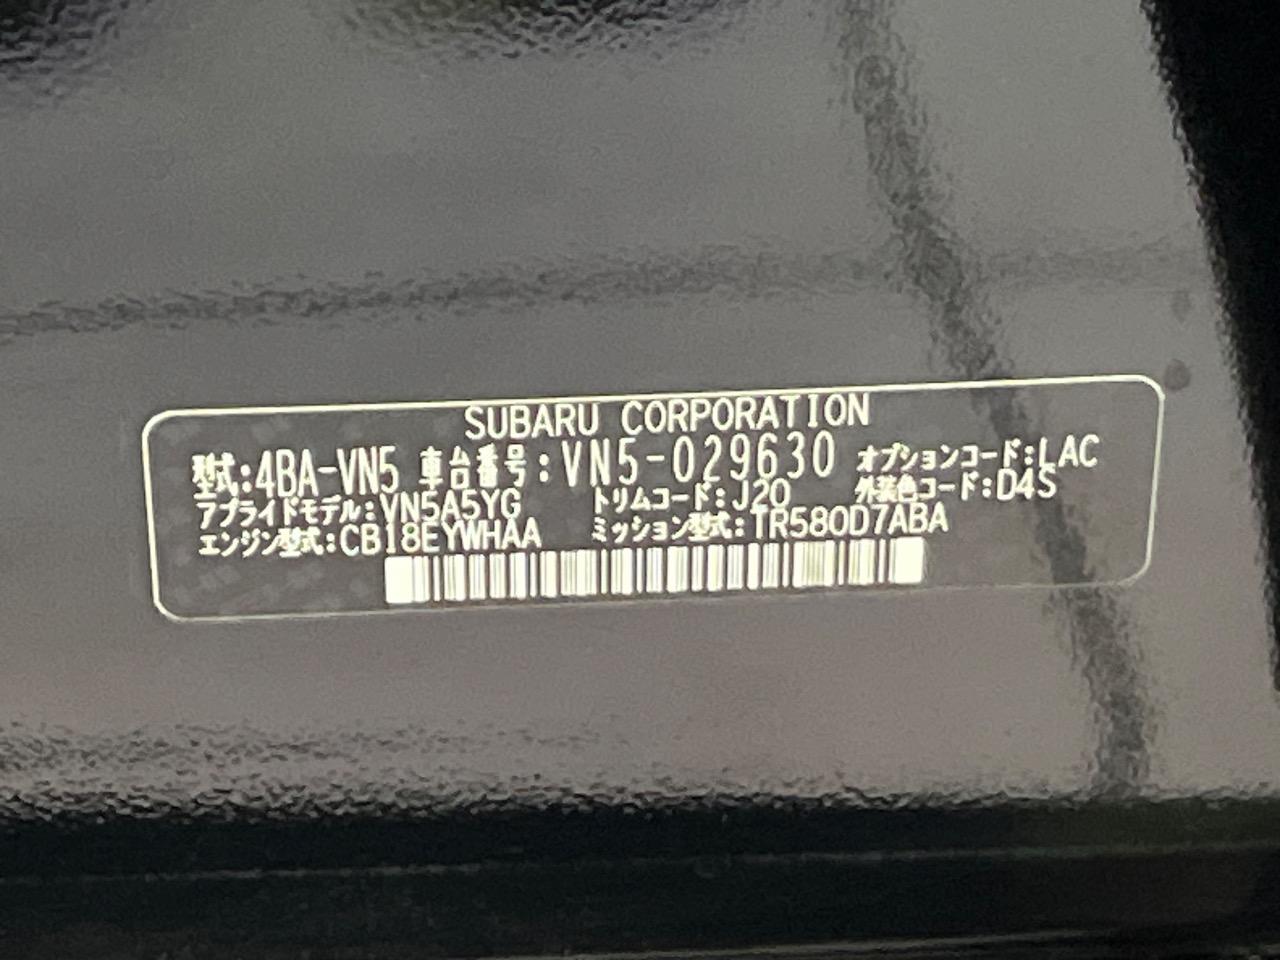 SUBARU CORPORATION
型式:4BA-VN5 車台番号:VN5-029630 オプションコード:LAC
アプライドモデル:VN5A5YG トリムコード:J20 外装色コード:D4S
エンジン型式:CB18EYWHAA ミッション型式:TR580D7ABA